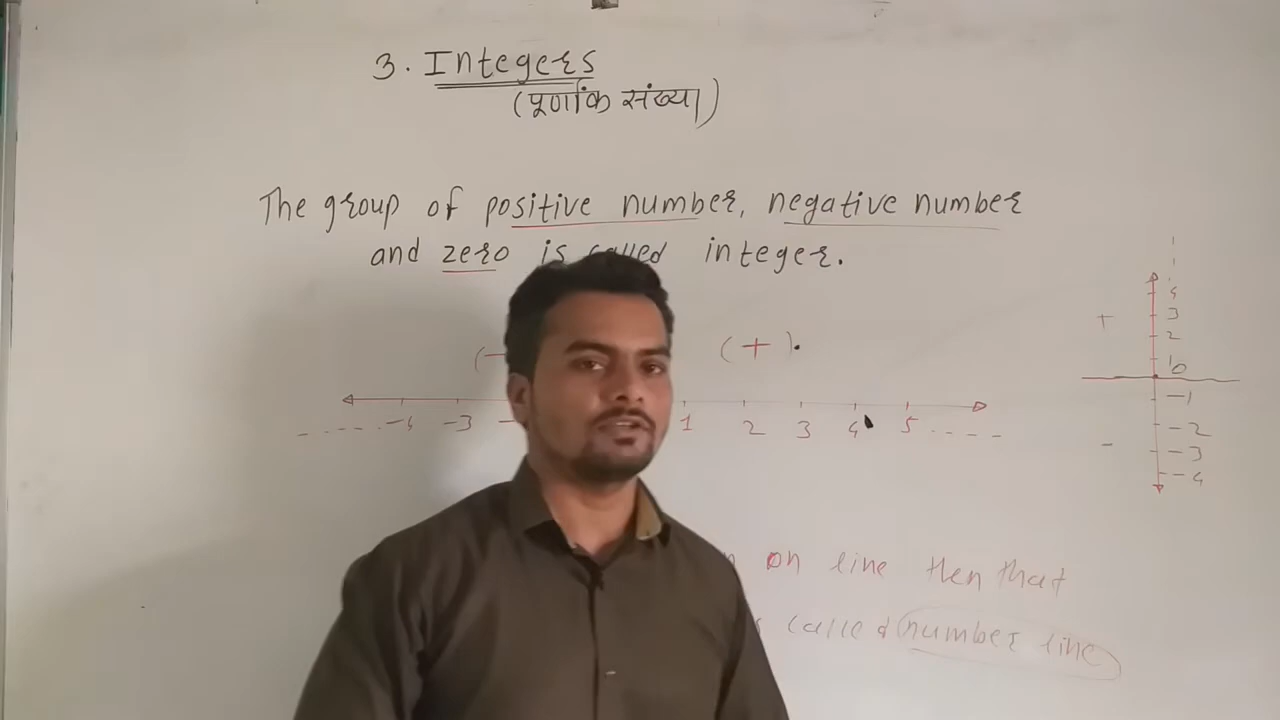 3. Integers
(पूर्णांक संख्या)
The group of positive number, negative number
and zero is called integer.
(-
(+).
-4 -3 - 1 2 3 4 5
4
3
2
1
0
-1
-2
-3
-4
+
-
on line then that
called number line